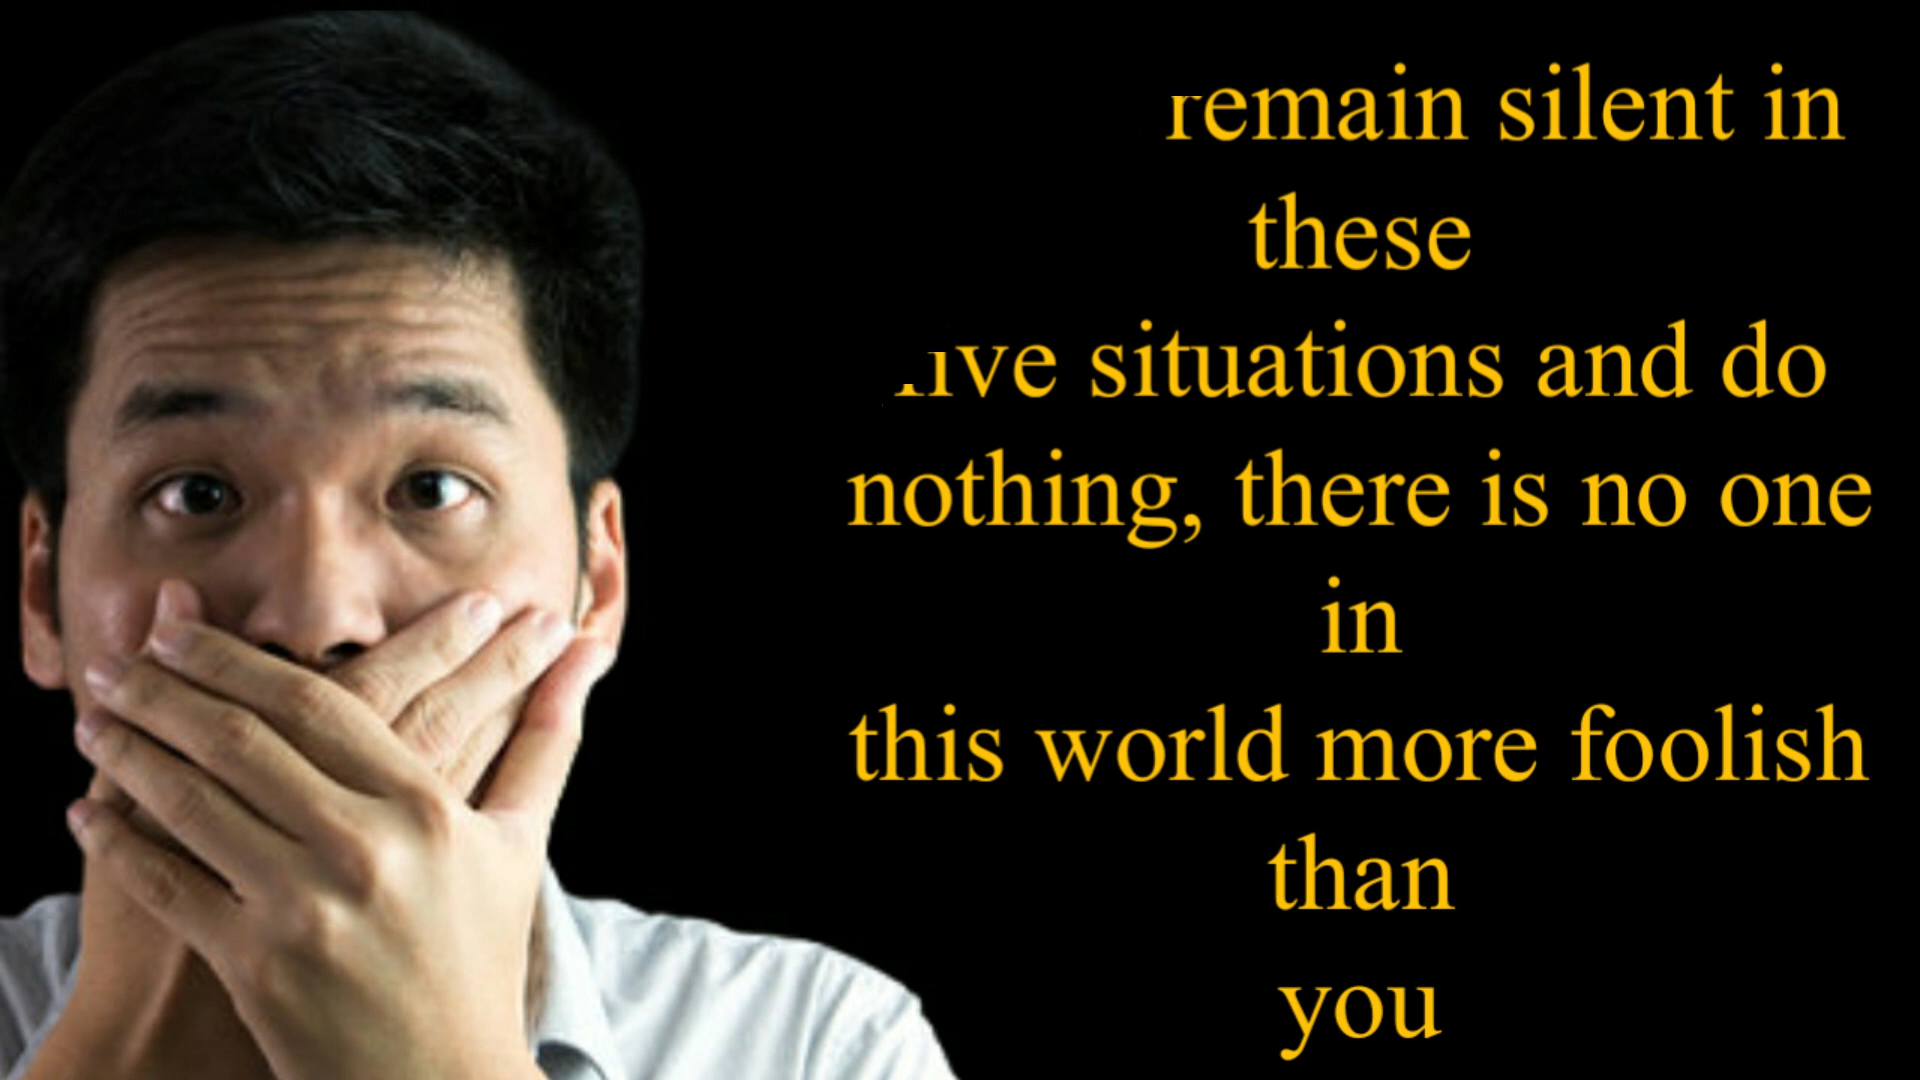 remain silent in
these
situations and do
nothing, there is no one
in
this world more foolish
than
you